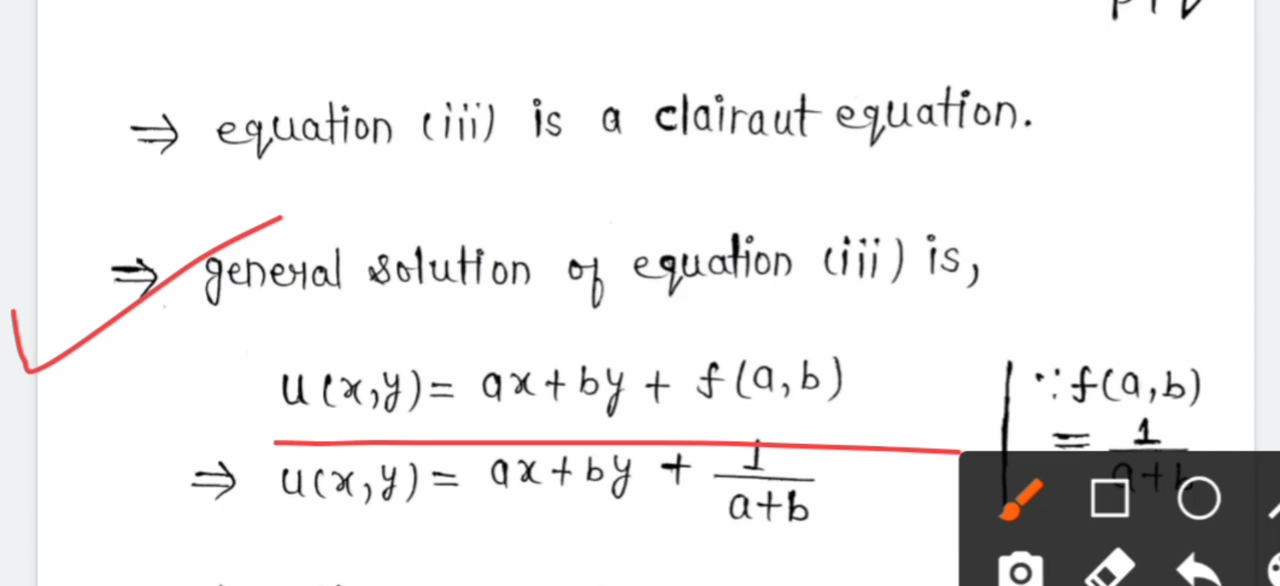 ⇒ equation (iii) is a clairaut equation.
⇒ general solution of equation (iii) is,
u(x,y) = ax + by + f(a,b)
∵ f(a,b)
= 1/a+b
⇒ u(x,y) = ax + by + 1/a+b